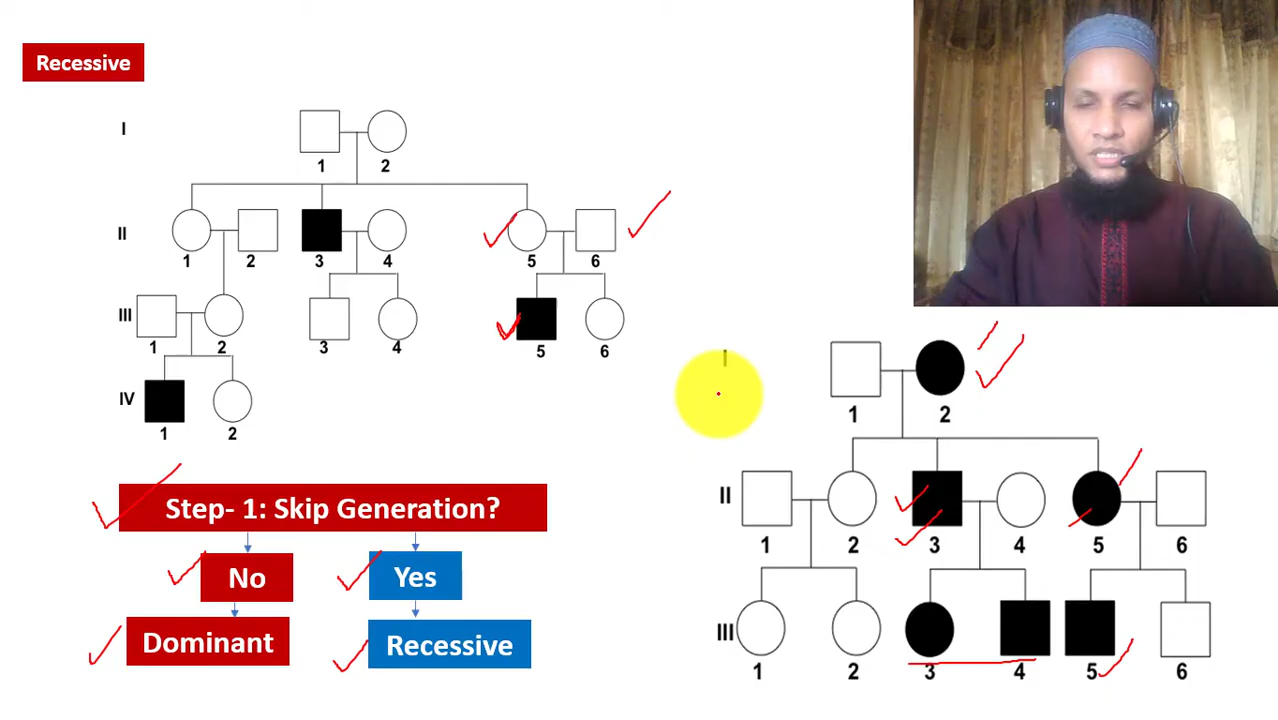 Recessive
I
1 2
II
1 2 3 4 5 6
III
1 2 3 4 5 6
IV
1 2
Step- 1: Skip Generation?
No Yes
Dominant Recessive
I
1 2
II
1 2 3 4 5 6
III
1 2 3 4 5 6